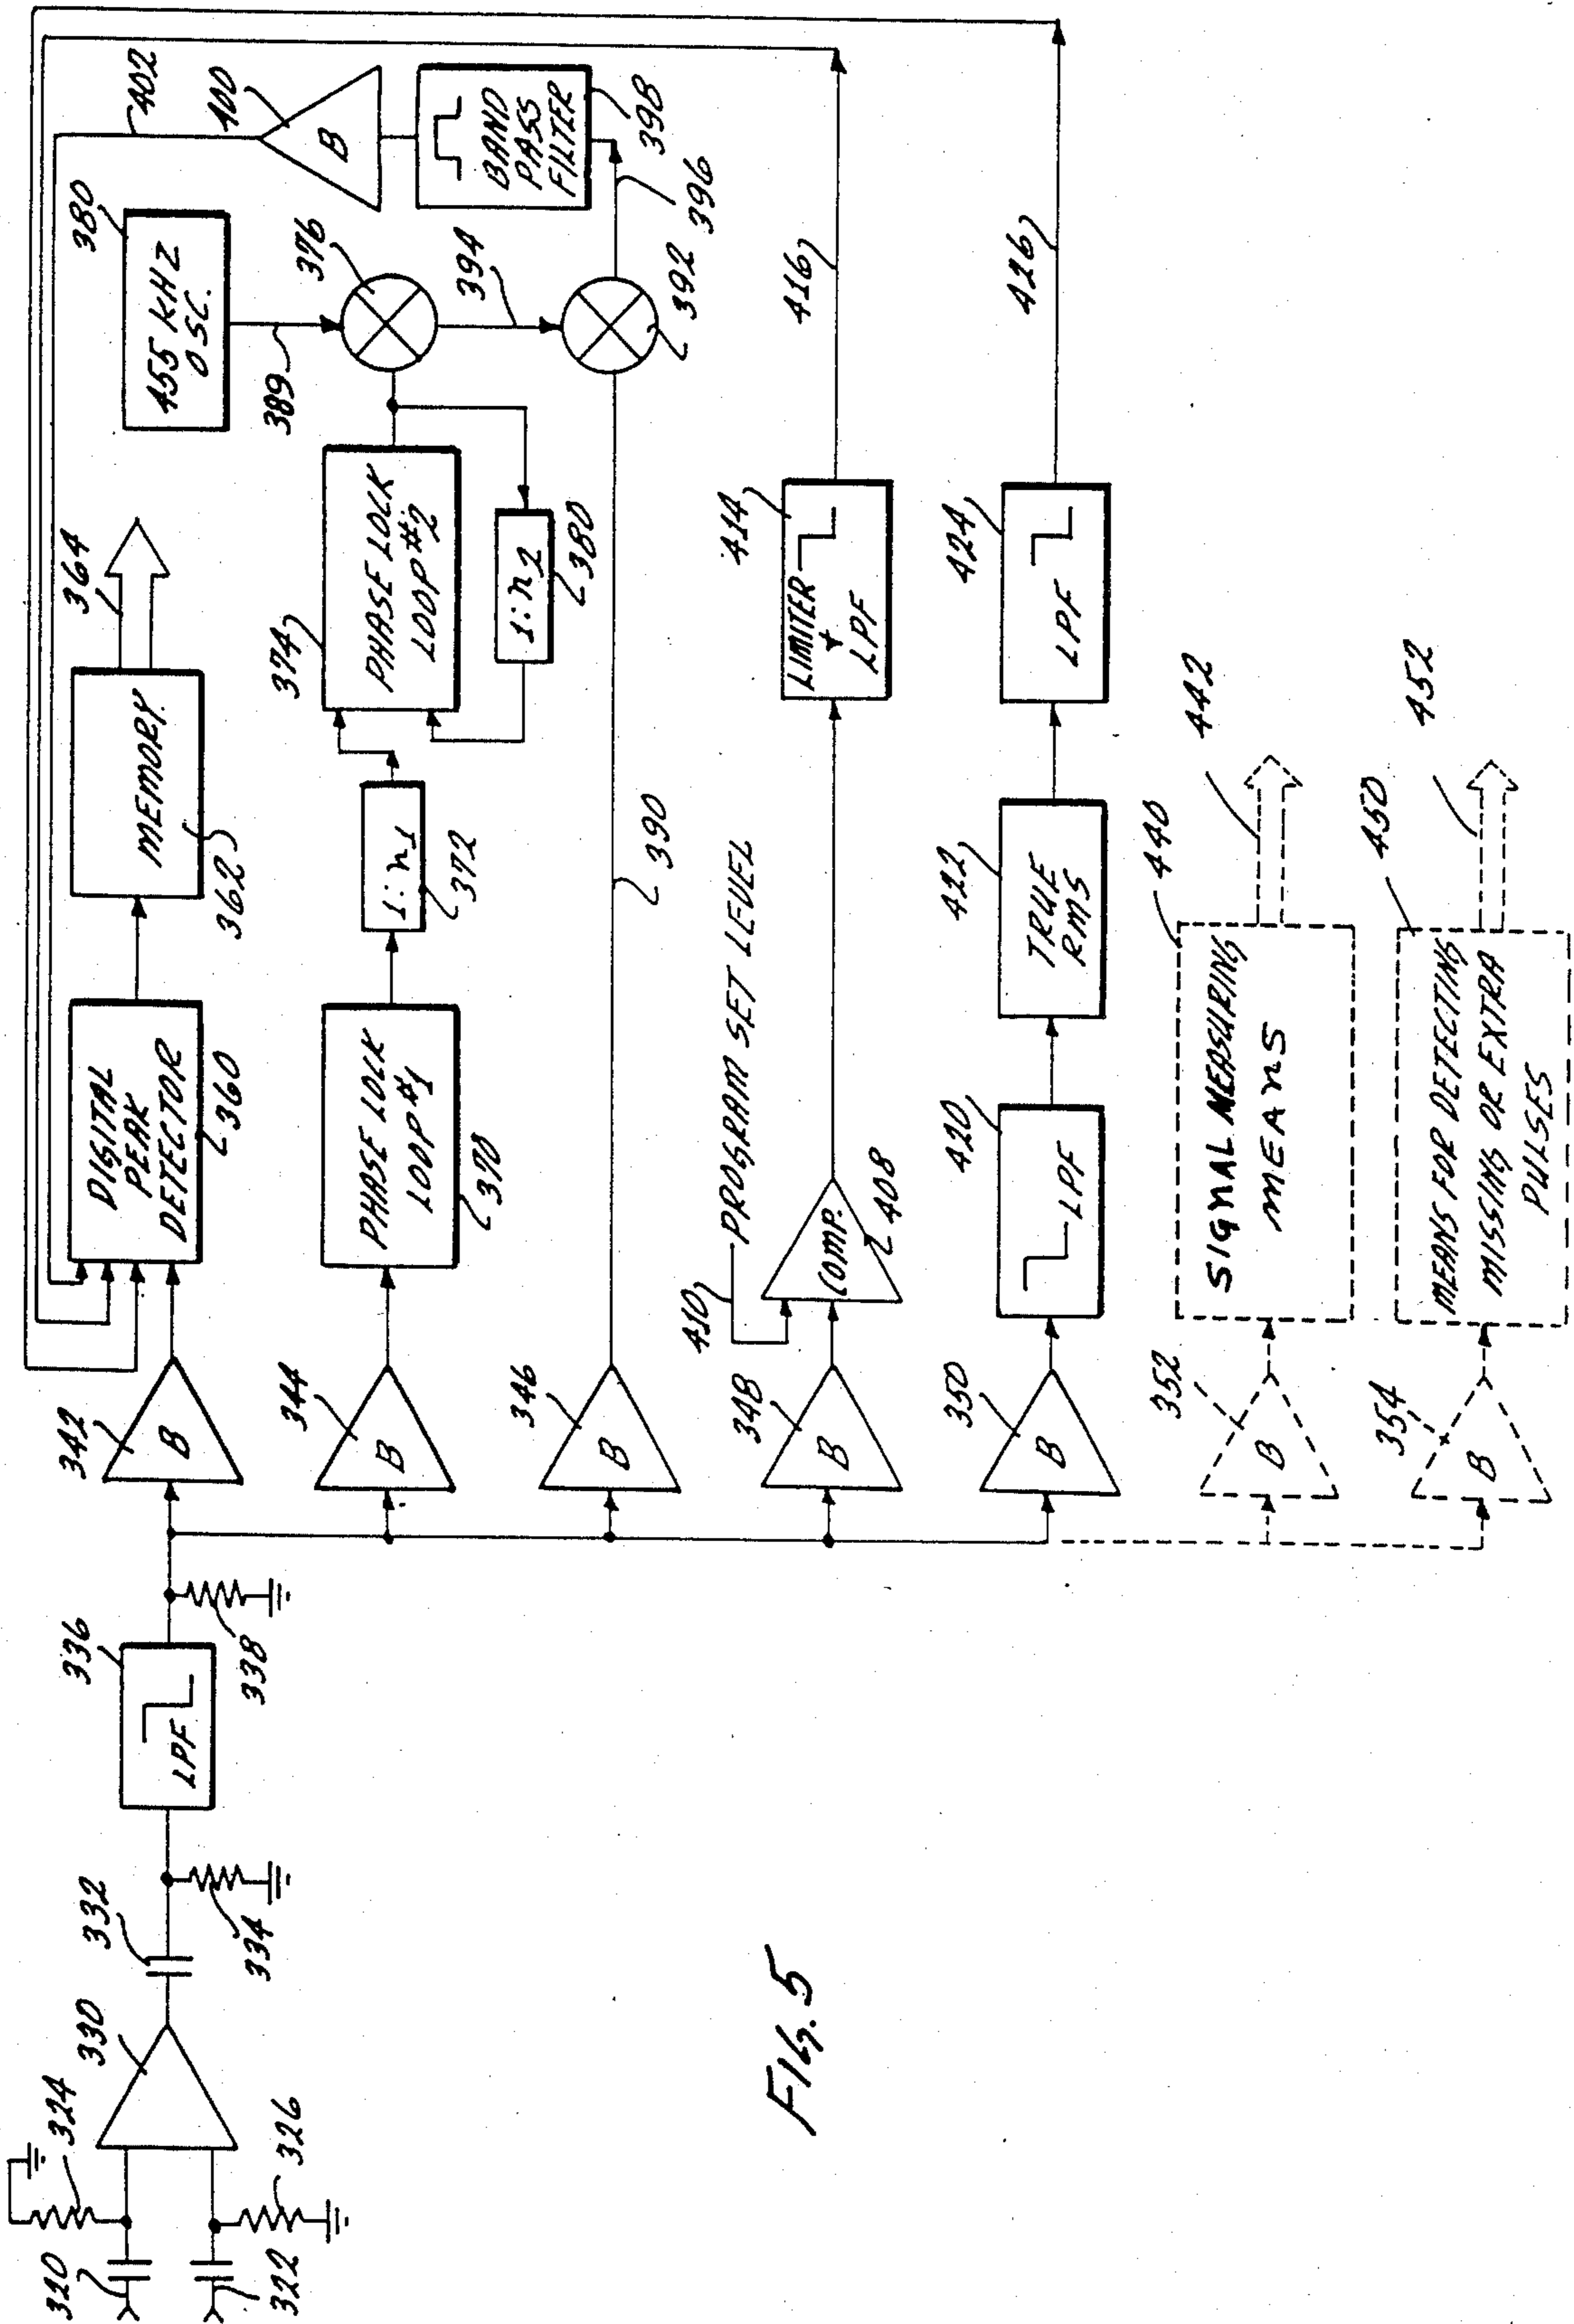 320
324
322
326
330
332
334
336
LPF
338
342
B
DIGITAL
PEAK
DETECTOR
360
MEMORY.
362
364
380
455 KHZ
OSC.
389
402
400
B
344
B
PHASE LOCK
LOOP #1
370
1:n1
372
374
PHASE LOCK
LOOP #2
1:n2
380
376
394
392
396
BAND
PASS
FILTER
398
346
B
390
348
B
410
PROGRAM SET LEVEL
COMP.
408
LIMITER
+
LPF
414
416
350
B
420
LPF
422
TRUE
RMS
424
LPF
426
352
B
440
SIGNAL MEASURING
MEANS
442
354
B
MEANS FOR DETECTING
MISSING OR EXTRA
PULSES
450
452
FIG. 5